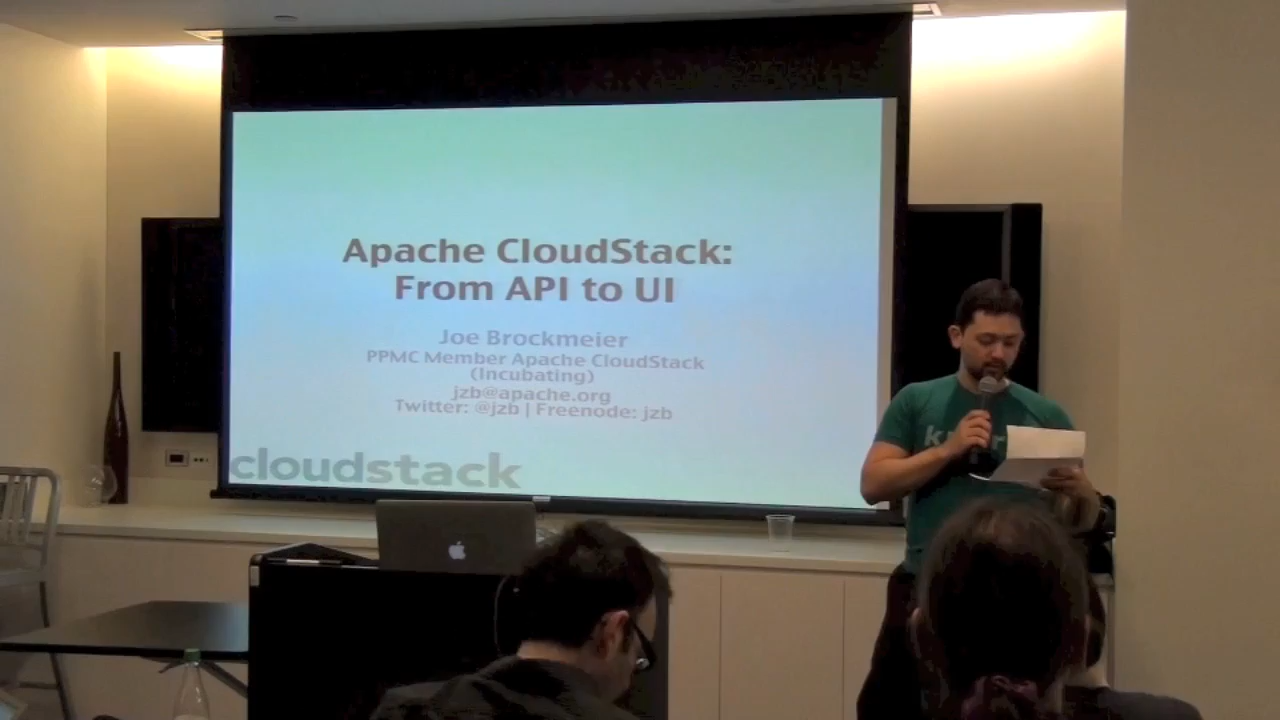 Apache CloudStack:
From API to UI
Joe Brockmeier
PPMC Member Apache CloudStack
(Incubating)
jzb@apache.org
Twitter: @jzb | Freenode: jzb
cloudstack